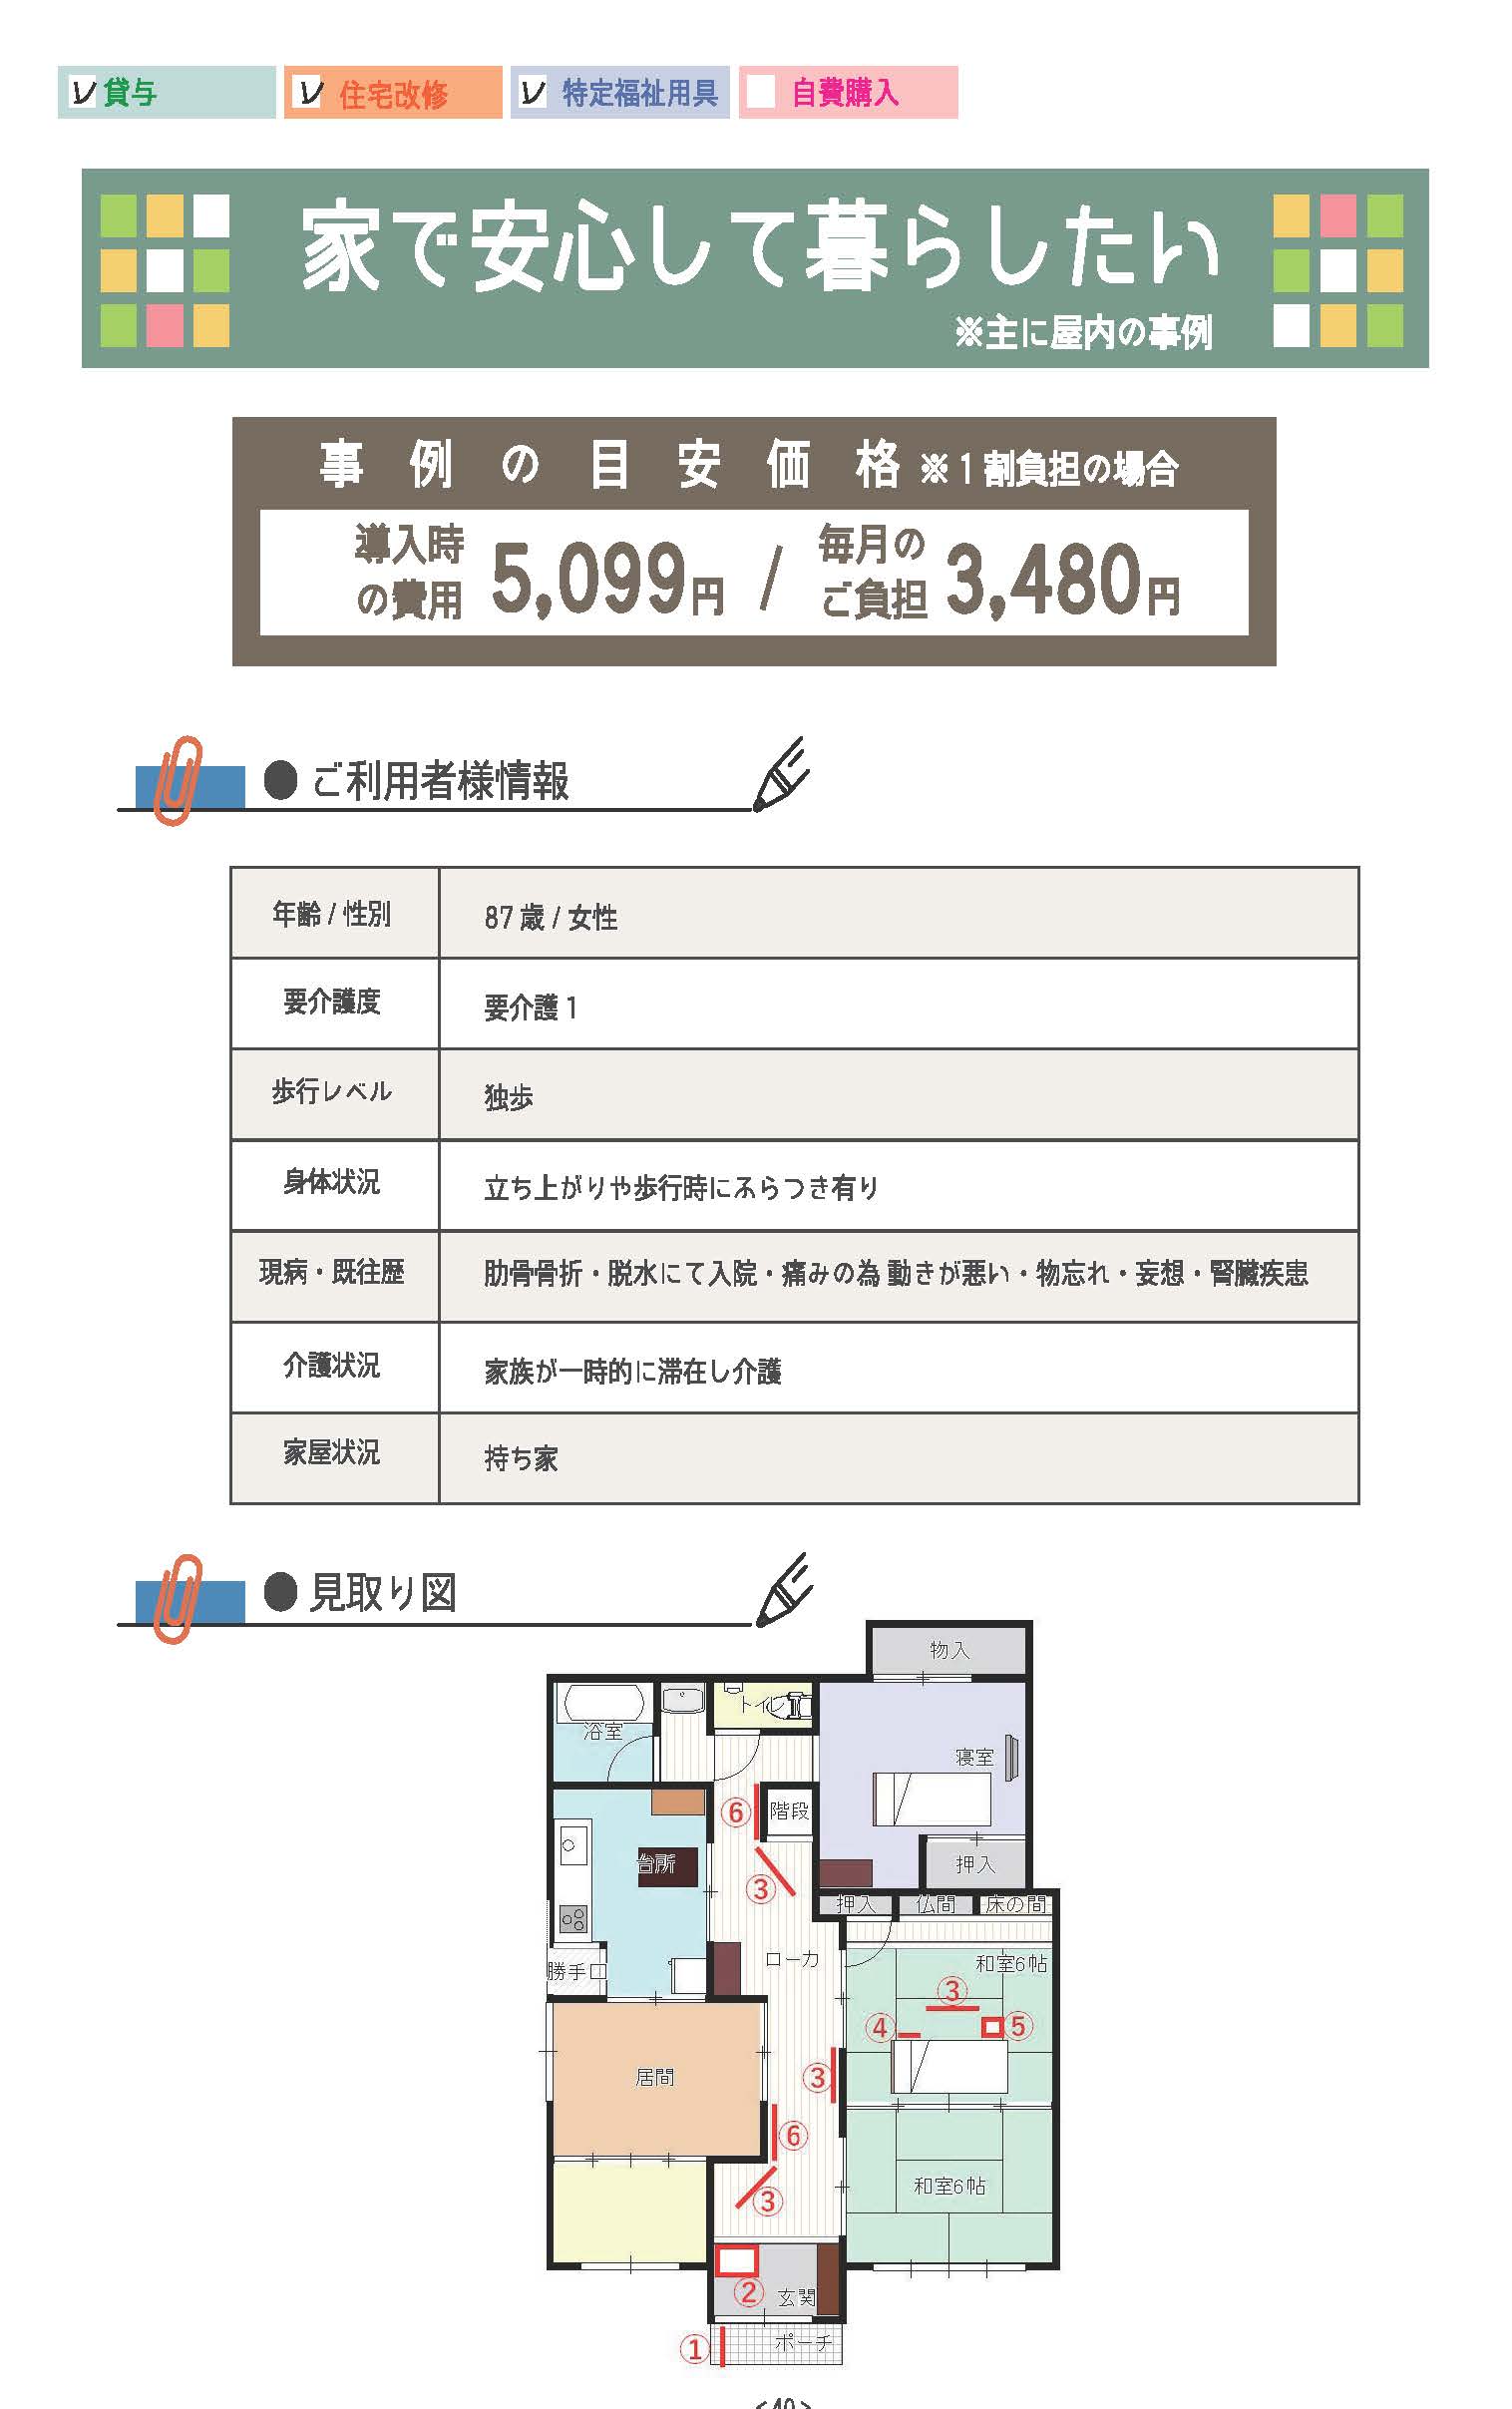 レ 貸与
レ 住宅改修
レ 特定福祉用具
自費購入
家で安心して暮らしたい
※主に屋内の事例
事例の目安価格 ※1割負担の場合
導入時の費用 5,099円 / 毎月のご負担 3,480円
●ご利用者様情報
年齢 / 性別 87 歳 / 女性
要介護度 要介護 1
歩行レベル 独歩
身体状況 立ち上がりや歩行時にふらつき有り
現病・既往歴 肋骨骨折・脱水にて入院・痛みの為 動きが悪い・物忘れ・妄想・腎臓疾患
介護状況 家族が一時的に滞在し介護
家屋状況 持ち家
●見取り図
物入
トイレ
浴室
寝室
⑥
階段
台所
③
押入
押入
仏間
床の間
ローカ
和室6帖
勝手口
③
④
⑤
居間
③
⑥
和室6帖
③
②
玄関
①
ポーチ
<40>